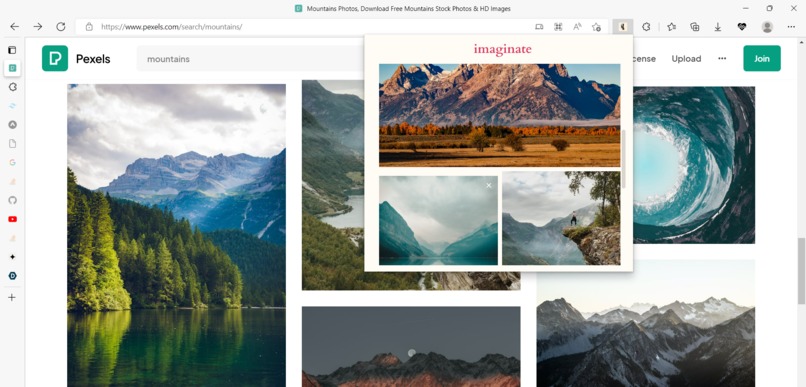 Mountains Photos, Download Free Mountains Stock Photos & HD Images
https://www.pexels.com/search/mountains/
Pexels
mountains
imaginate
cense
Upload
Join